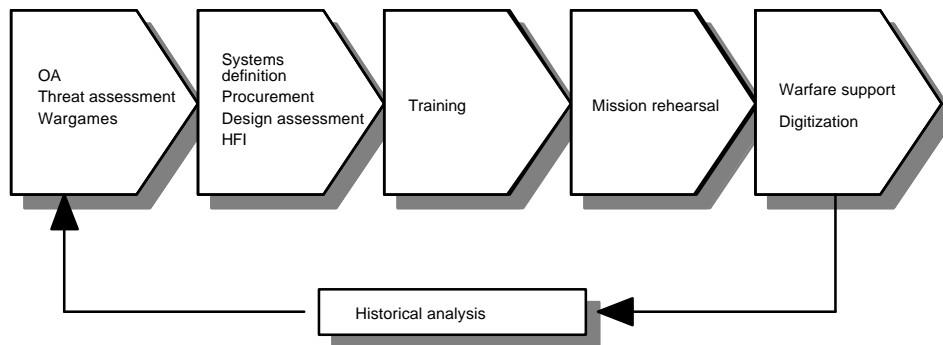 OA
Threat assessment
Wargames
Systems
definition
Procurement
Design assessment
HFI
Training
Mission rehearsal
Warfare support
Digitization
Historical analysis